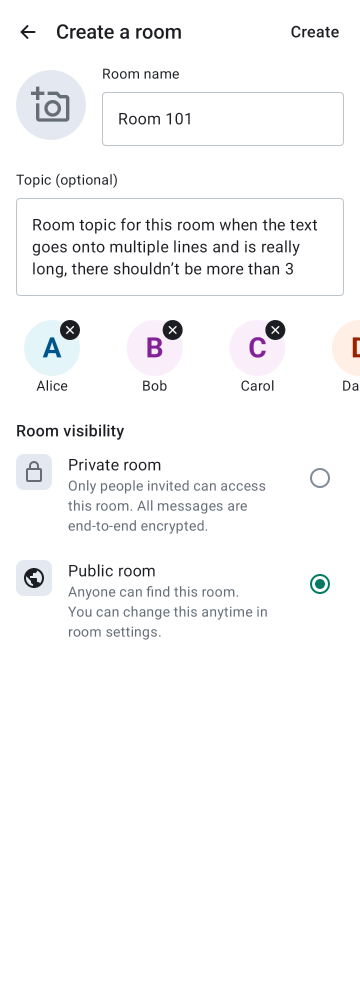 Create a room
Create
Room name
Room 101
Topic (optional)
Room topic for this room when the text
goes onto multiple lines and is really
long, there shouldn’t be more than 3
A
B
C
D
Alice
Bob
Carol
Da
Room visibility
Private room
Only people invited can access
this room. All messages are
end-to-end encrypted.
Public room
Anyone can find this room.
You can change this anytime in
room settings.